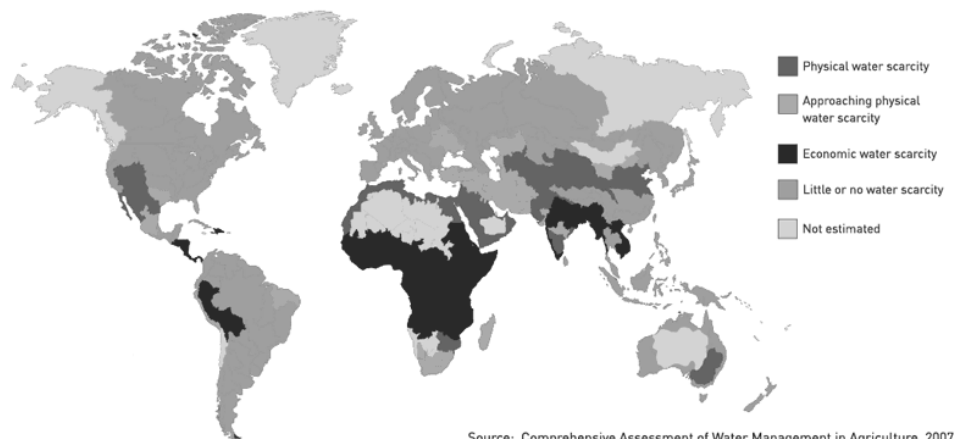 Physical water scarcity
Approaching physical
water scarcity
Economic water scarcity
Little or no water scarcity
Not estimated
Source: Comprehensive Assessment of Water Management in Agriculture, 2007